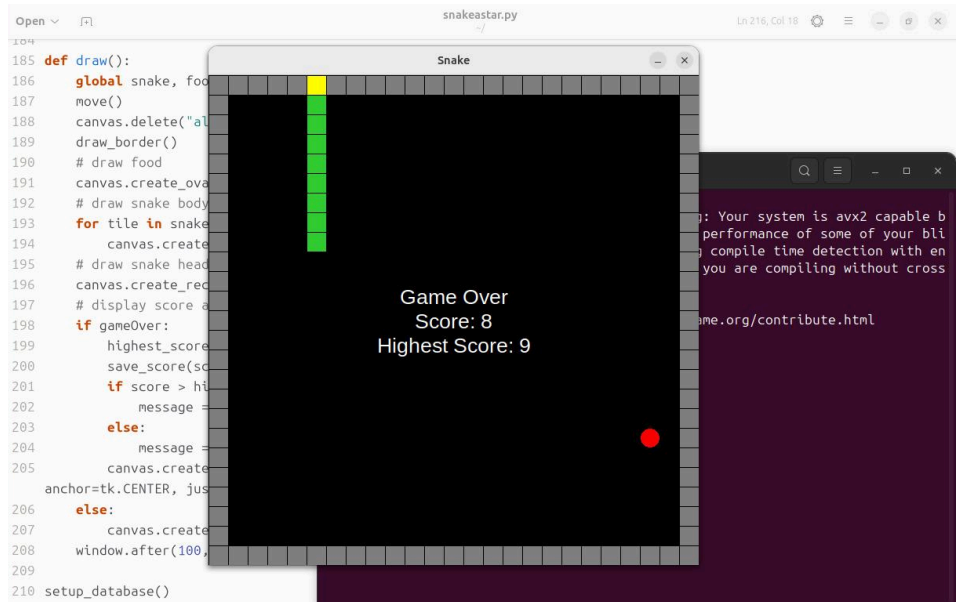 Open
snakeastar.py
~/
Ln 216, Col 18
184
185 def draw():
186 global snake, foo
187 move()
188 canvas.delete("al
189 draw_border()
190 # draw food
191 canvas.create_ova
192 # draw snake body
193 for tile in snake
194 canvas.create
195 # draw snake head
196 canvas.create_rec
197 # display score a
198 if gameOver:
199 highest_score
200 save_score(sc
201 if score > hi
202 message =
203 else:
204 message =
205 canvas.create
anchor=tk.CENTER, jus
206 else:
207 canvas.create
208 window.after(100,
209
210 setup_database()
Snake
Game Over
Score: 8
Highest Score: 9
: Your system is avx2 capable b
performance of some of your bli
compile time detection with en
you are compiling without cross
ame.org/contribute.html